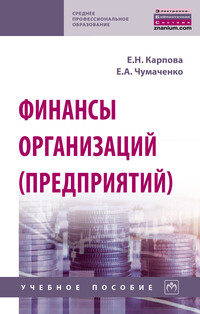 СРЕДНЕЕ
ПРОФЕССИОНАЛЬНОЕ
ОБРАЗОВАНИЕ
Электронно-
Библиотечная
Система
znanium.com
Е.Н. Карпова
Е.А. Чумаченко
ФИНАНСЫ
ОРГАНИЗАЦИЙ
(ПРЕДПРИЯТИЙ)
УЧЕБНОЕ ПОСОБИЕ